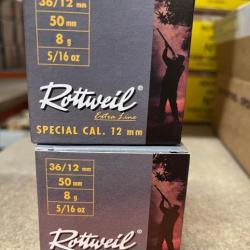 36/12 mm
50 mm
8 g
5/16 oz
Rottweil
Extra Line
SPECIAL CAL. 12 mm
36/12 mm
50 mm
8 g
5/16 oz
Rottweil